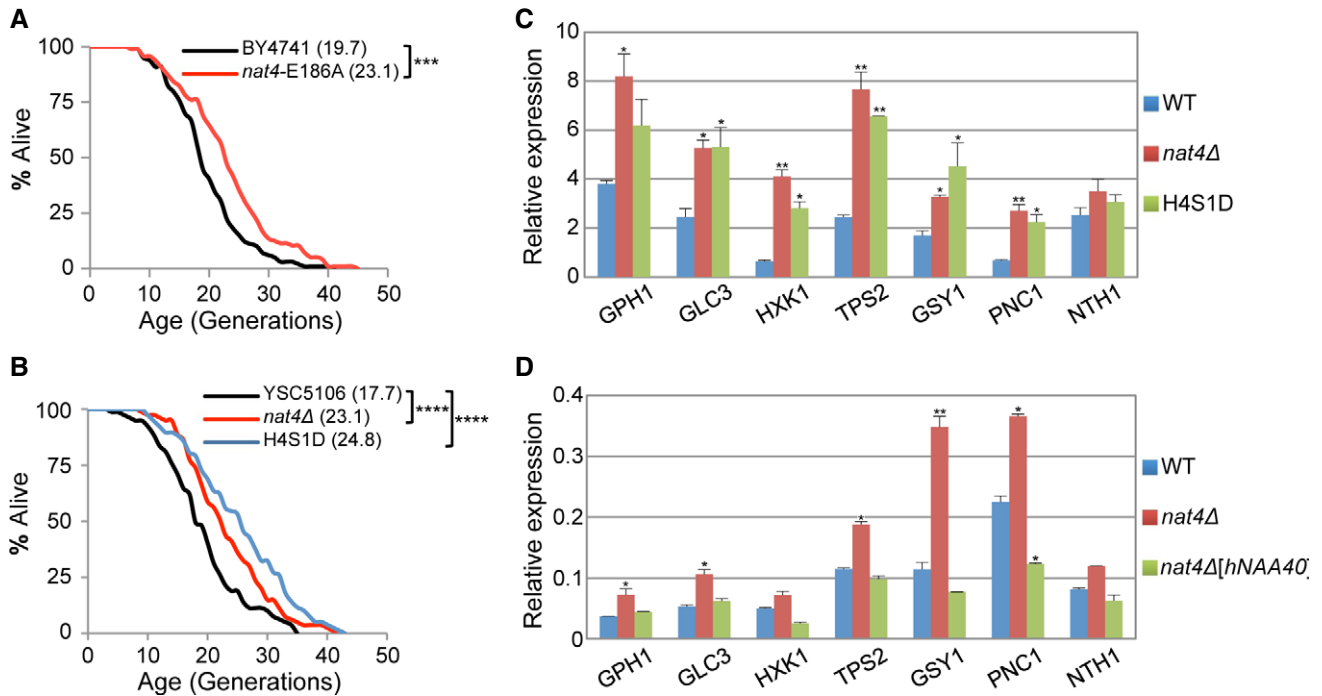 A
BY4741 (19.7)
nat4-E186A (23.1)
***
% Alive
100
75
50
25
0
0 10 20 30 40 50
Age (Generations)
B
YSC5106 (17.7)
nat4Δ (23.1)
H4S1D (24.8)
**** ****
% Alive
100
75
50
25
0
0 10 20 30 40 50
Age (Generations)
C
Relative expression
10
8
6
4
2
0
* * * ** * ** ** * * ** *
GPH1 GLC3 HXK1 TPS2 GSY1 PNC1 NTH1
WT
nat4Δ
H4S1D
D
Relative expression
0.4
0.3
0.2
0.1
0
* * * ** * *
GPH1 GLC3 HXK1 TPS2 GSY1 PNC1 NTH1
WT
nat4Δ
nat4Δ[hNAA40]